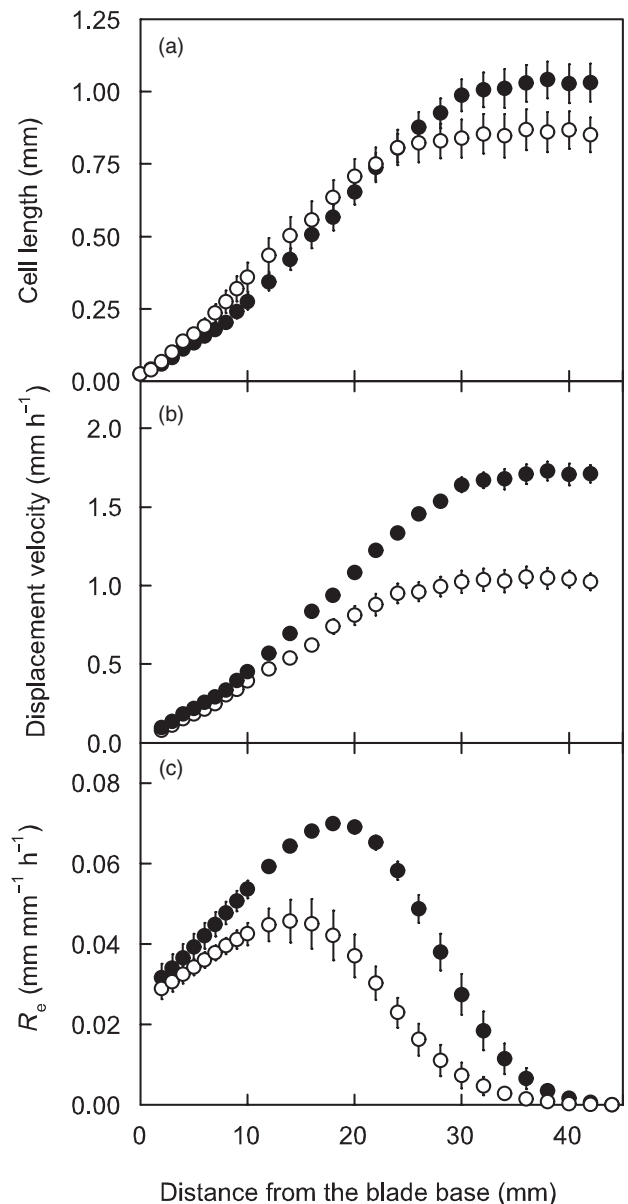 (a)
1.25
1.00
0.75
0.50
0.25
0.00
Cell length (mm)
(b)
2.0
1.5
1.0
0.5
0.0
Displacement velocity (mm h⁻¹)
(c)
0.08
0.06
0.04
0.02
0.00
Rₑ (mm mm⁻¹ h⁻¹)
0 10 20 30 40
Distance from the blade base (mm)